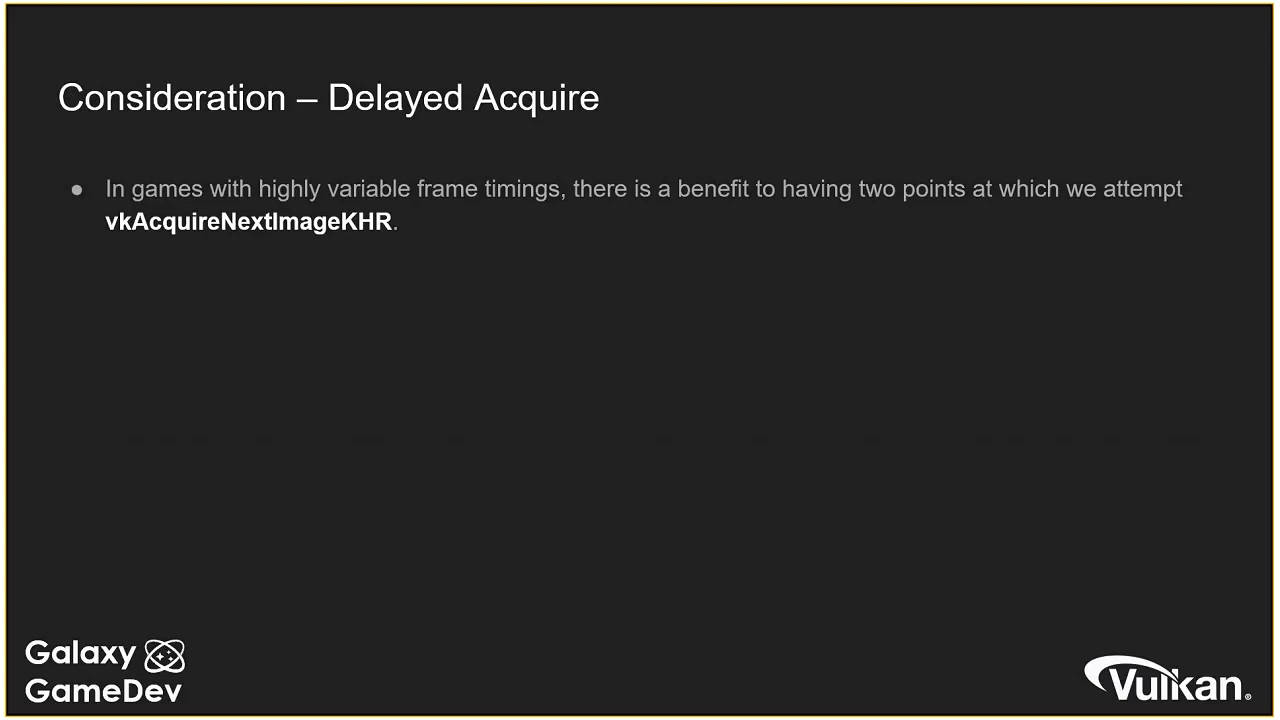 Consideration – Delayed Acquire
● In games with highly variable frame timings, there is a benefit to having two points at which we attempt
vkAcquireNextImageKHR.
Galaxy
GameDev
Vulkan®